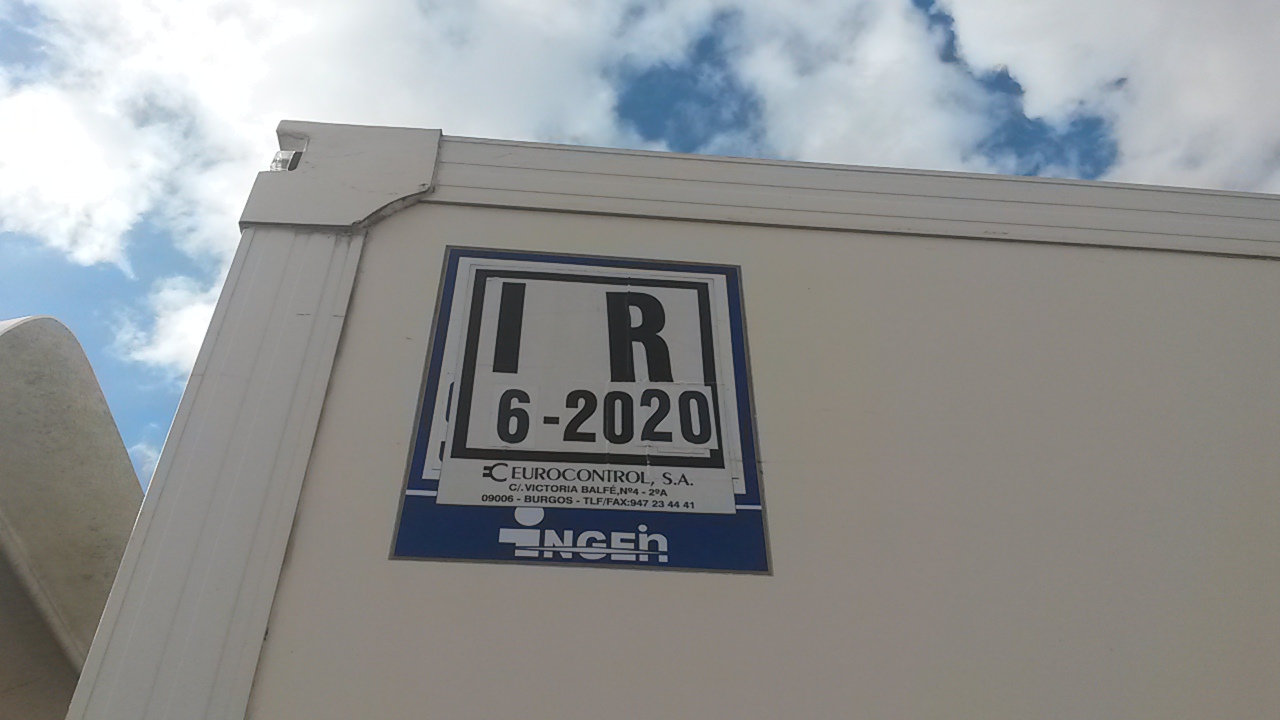 I R
6-2020
EUROCONTROL, S.A.
C/.VICTORIA BALFÉ,Nº4 - 2ºA
09006 - BURGOS - TLF/FAX:947 23 44 41
INGEIN